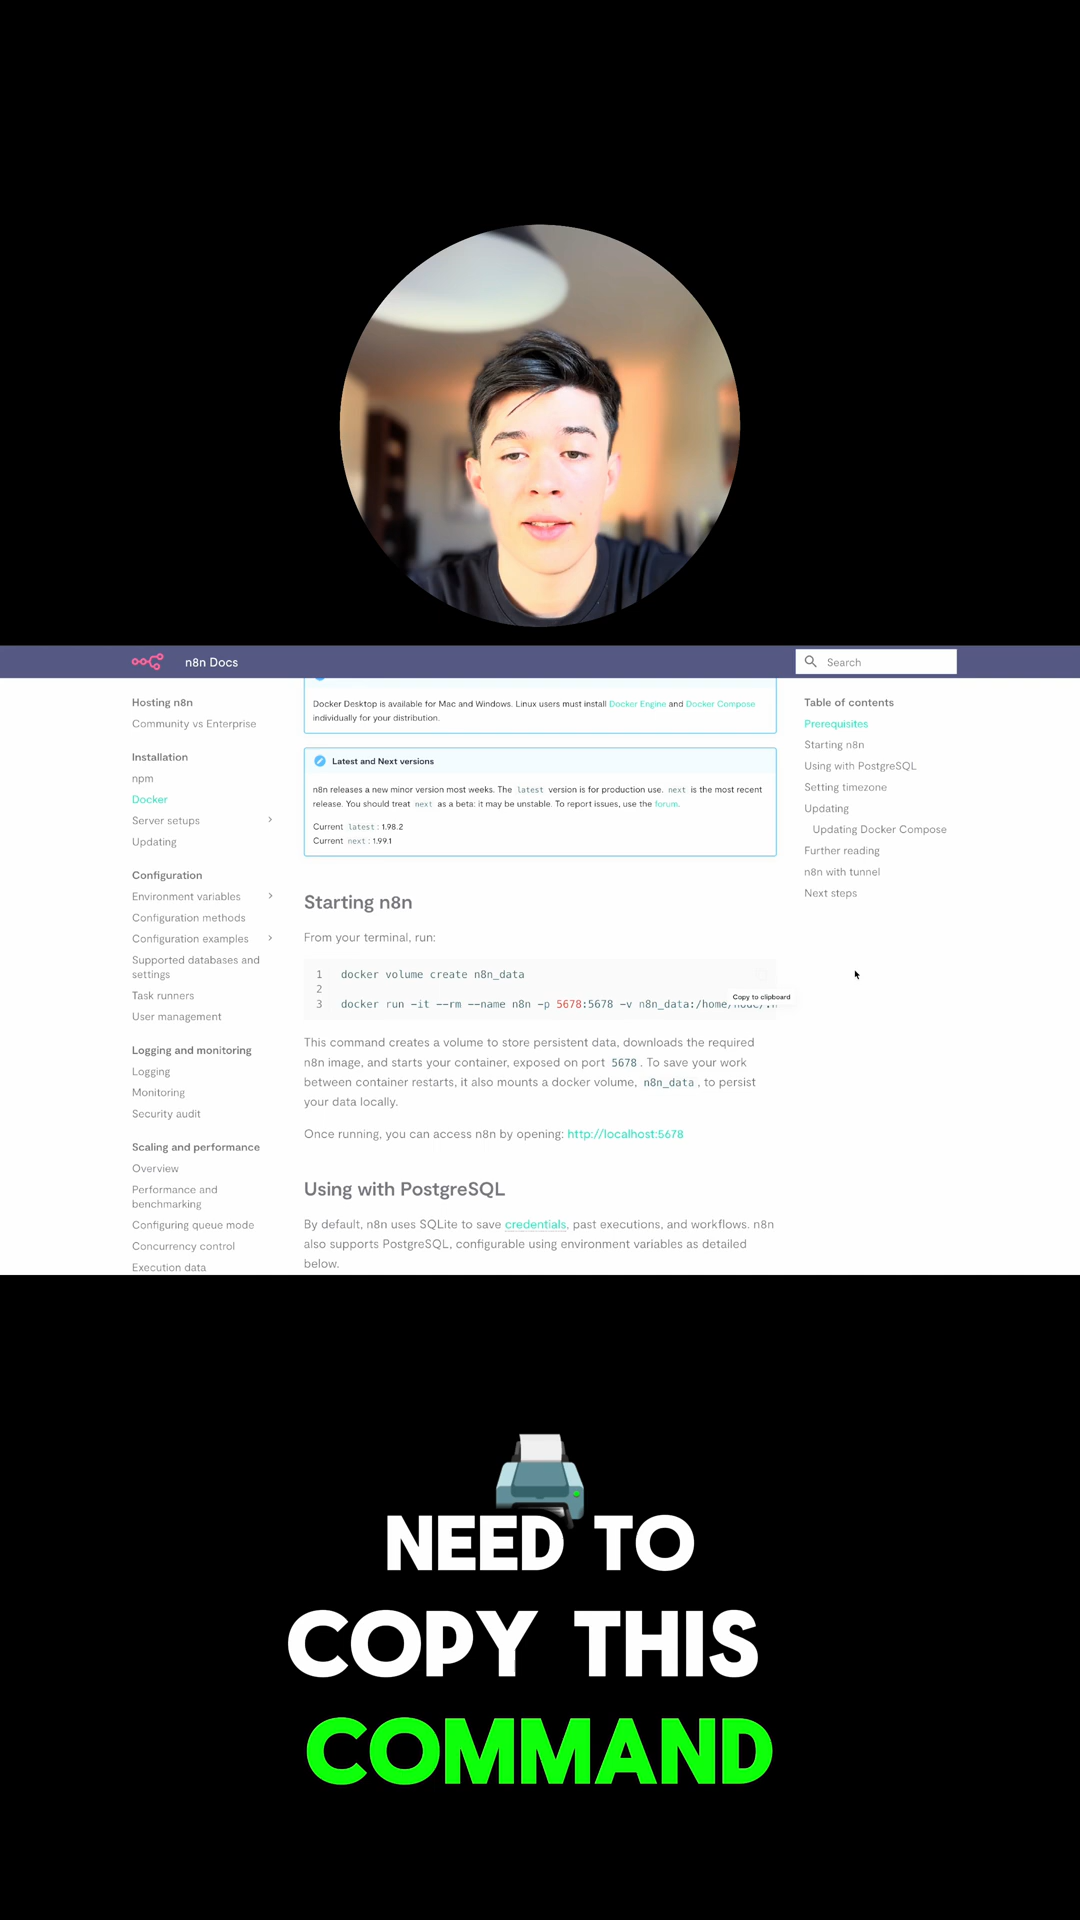 n8n Docs
Search
Hosting n8n
Community vs Enterprise
Installation
npm
Docker
Server setups
Updating
Configuration
Environment variables
Configuration methods
Configuration examples
Supported databases and
settings
Task runners
User management
Logging and monitoring
Logging
Monitoring
Security audit
Scaling and performance
Overview
Performance and
benchmarking
Configuring queue mode
Concurrency control
Execution data
Docker Desktop is available for Mac and Windows. Linux users must install Docker Engine and Docker Compose
individually for your distribution.
Latest and Next versions
n8n releases a new minor version most weeks. The latest version is for production use. next is the most recent
release. You should treat next as a beta: it may be unstable. To report issues, use the forum.
Current latest: 1.98.2
Current next: 1.99.1
Starting n8n
From your terminal, run:
1 docker volume create n8n_data
2
3 docker run -it --rm --name n8n -p 5678:5678 -v n8n_data:/home/node/.n
Copy to clipboard
This command creates a volume to store persistent data, downloads the required
n8n image, and starts your container, exposed on port 5678. To save your work
between container restarts, it also mounts a docker volume, n8n_data, to persist
your data locally.
Once running, you can access n8n by opening: http://localhost:5678
Using with PostgreSQL
By default, n8n uses SQLite to save credentials, past executions, and workflows. n8n
also supports PostgreSQL, configurable using environment variables as detailed
below.
Table of contents
Prerequisites
Starting n8n
Using with PostgreSQL
Setting timezone
Updating
Updating Docker Compose
Further reading
n8n with tunnel
Next steps
NEED TO
COPY THIS
COMMAND